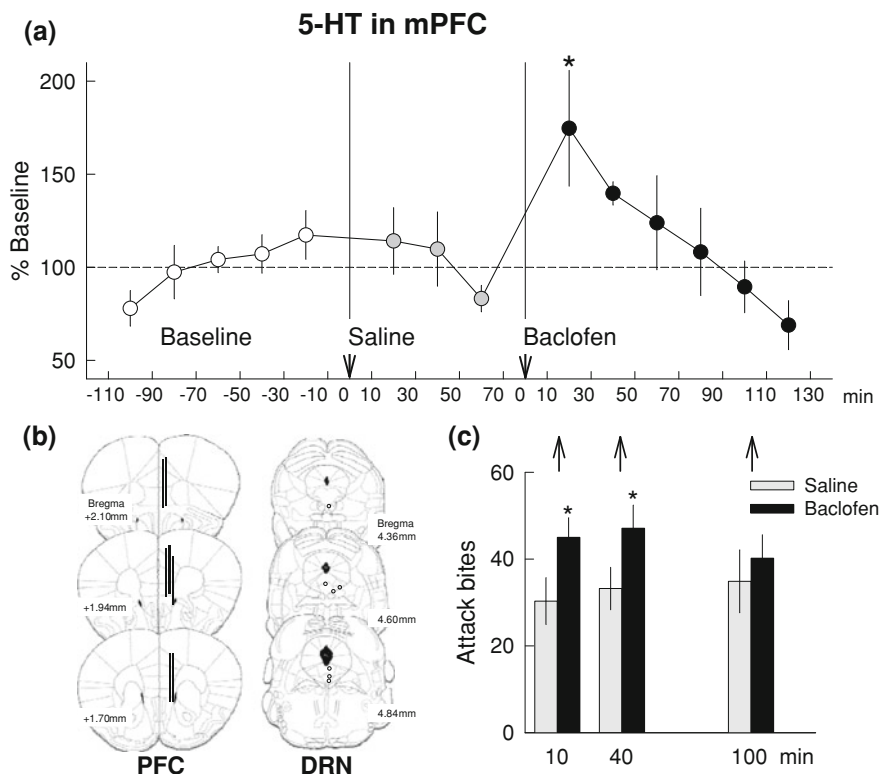 (a) 5-HT in mPFC
200
150
100
50
% Baseline
Baseline Saline Baclofen
*
-110 -90 -70 -50 -30 -10 0 10 30 50 70 0 10 30 50 70 90 110 130 min
(b)
Bregma
+2.10mm
+1.94mm
+1.70mm
PFC
Bregma
4.36mm
4.60mm
4.84mm
DRN
(c)
60
40
20
0
Attack bites
Saline
Baclofen
* *
10 40 100 min